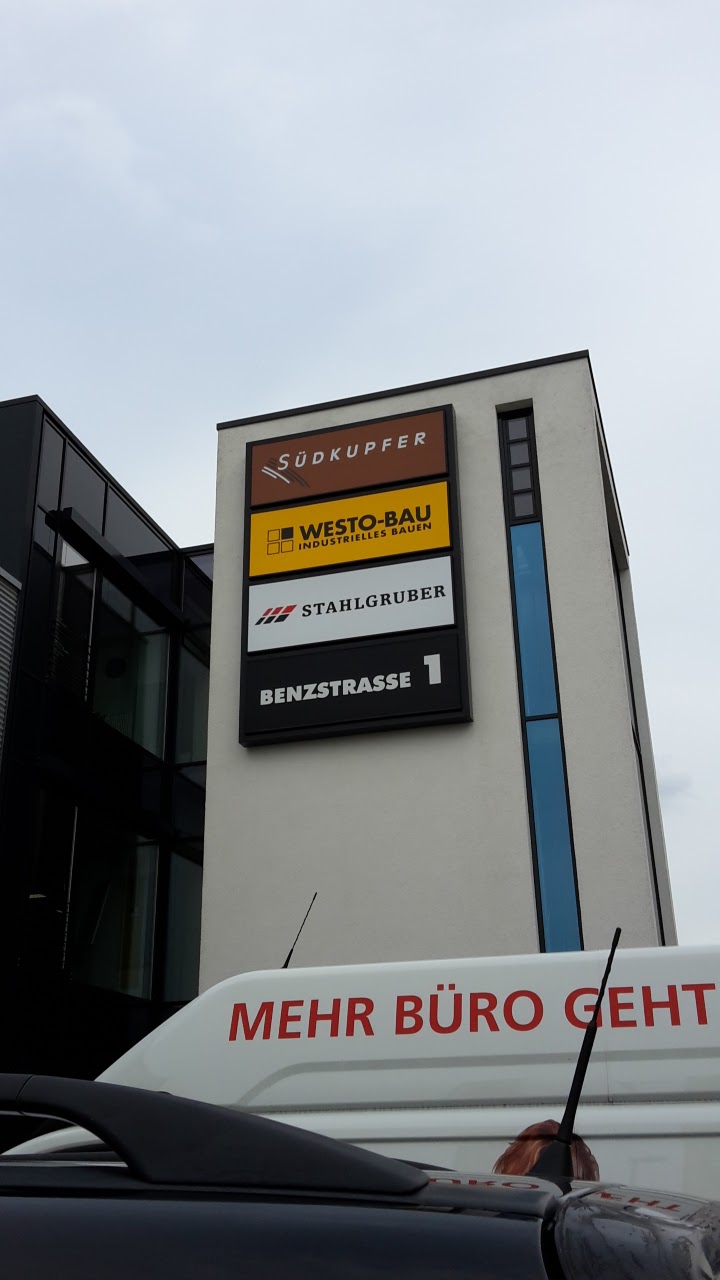 SÜDKUPFER
WESTO-BAU
INDUSTRIELLES BAUEN
STAHLGRUBER
BENZSTRASSE 1
MEHR BÜRO GEHT